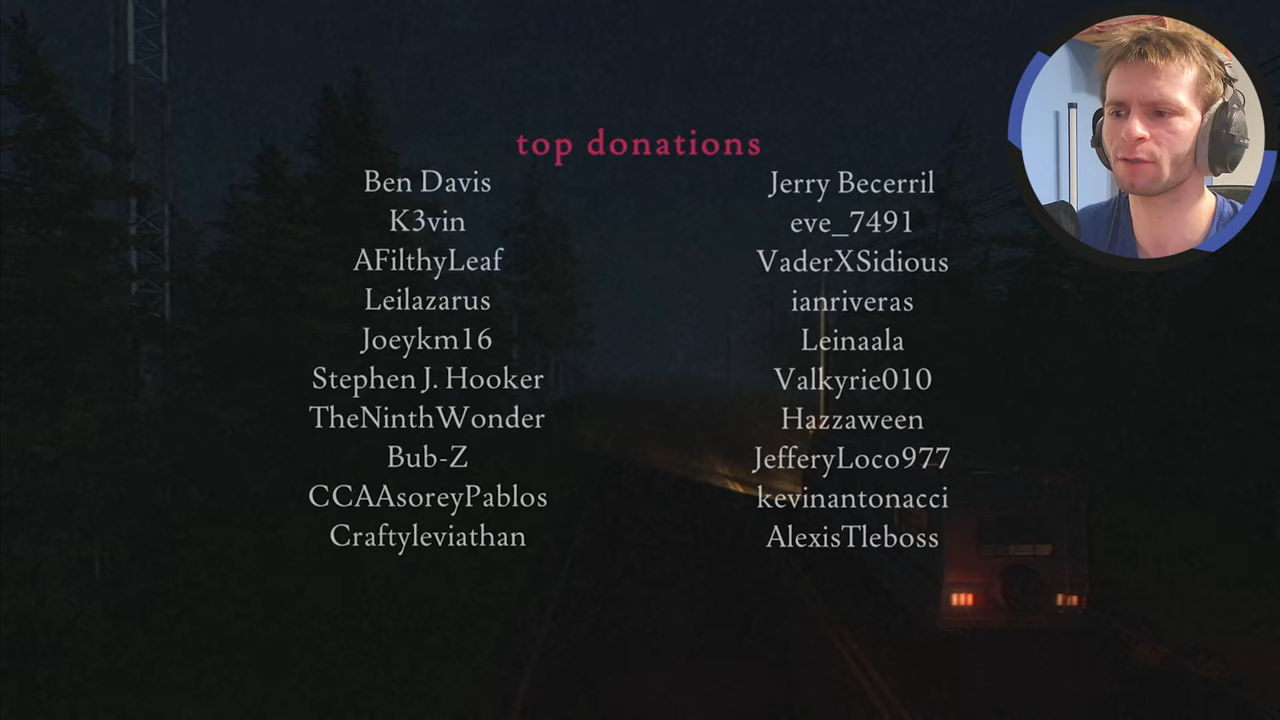 top donations
Ben Davis
K3vin
AFilthyLeaf
Leilazarus
Joeykm16
Stephen J. Hooker
TheNinthWonder
Bub-Z
CCAAsoreyPablos
Craftyleviathan
Jerry Becerril
eve_7491
VaderXSidious
ianriveras
Leinaala
Valkyrie010
Hazzaween
JefferyLoco977
kevinantonacci
AlexisTleboss